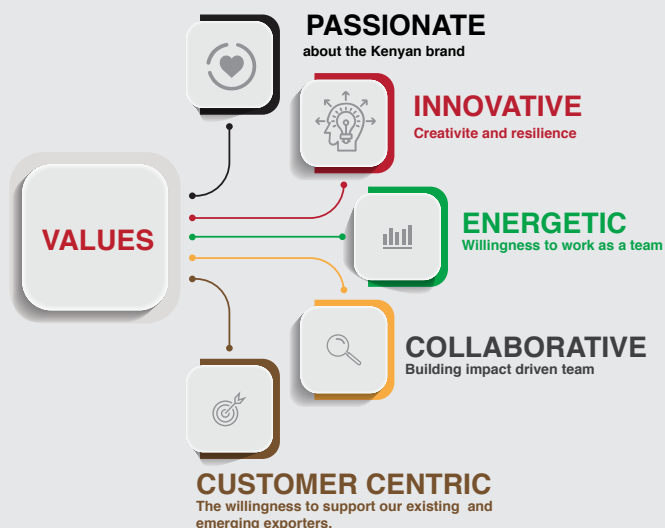 PASSIONATE
about the Kenyan brand
INNOVATIVE
Creativite and resilience
VALUES
ENERGETIC
Willingness to work as a team
COLLABORATIVE
Building impact driven team
CUSTOMER CENTRIC
The willingness to support our existing and
emerging exporters.